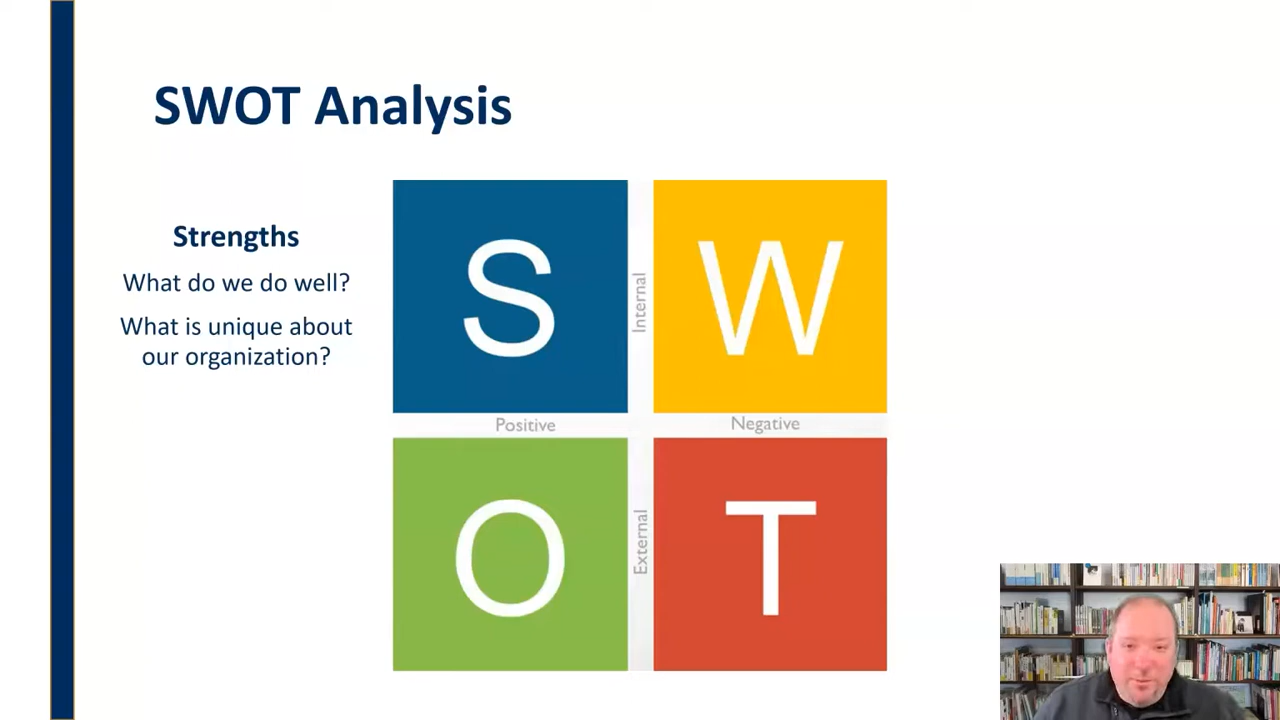 SWOT Analysis
Strengths
What do we do well?
What is unique about
our organization?
S
W
Internal
Positive
Negative
O
T
External